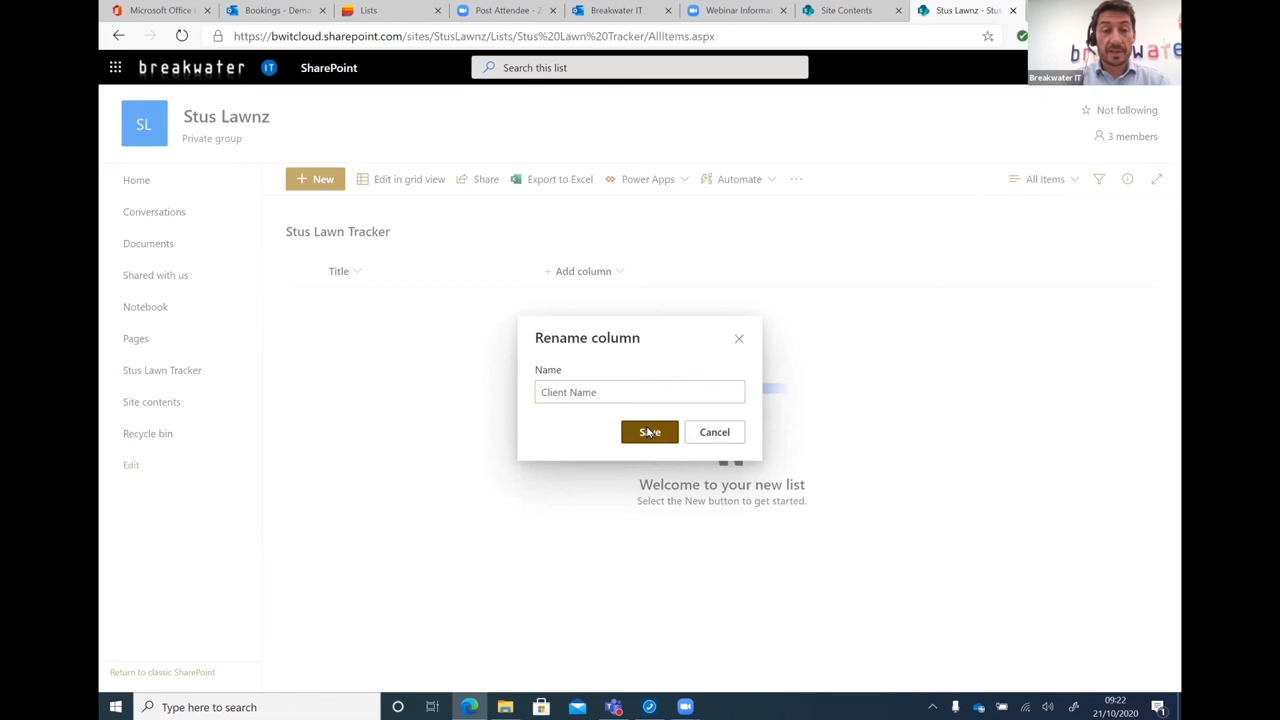 Microsoft Office
Bookings - Demo
Lists
Post Attendee - Z
Breakwater IT
Webinar Informa
Site Contents
Stus Lawnz - Stus
https://bwitcloud.sharepoint.com/sites/StusLawnz/Lists/Stus%20Lawn%20Tracker/AllItems.aspx
breakwater IT
SharePoint
Search this list
Breakwater IT
SL
Stus Lawnz
Private group
Not following
3 members
New
Edit in grid view
Share
Export to Excel
Power Apps
Automate
All Items
Home
Conversations
Documents
Shared with us
Notebook
Pages
Stus Lawn Tracker
Site contents
Recycle bin
Edit
Stus Lawn Tracker
Title
+ Add column
Rename column
Name
Client Name
Save
Cancel
Welcome to your new list
Select the New button to get started.
Return to classic SharePoint
Type here to search
09:22
21/10/2020
1